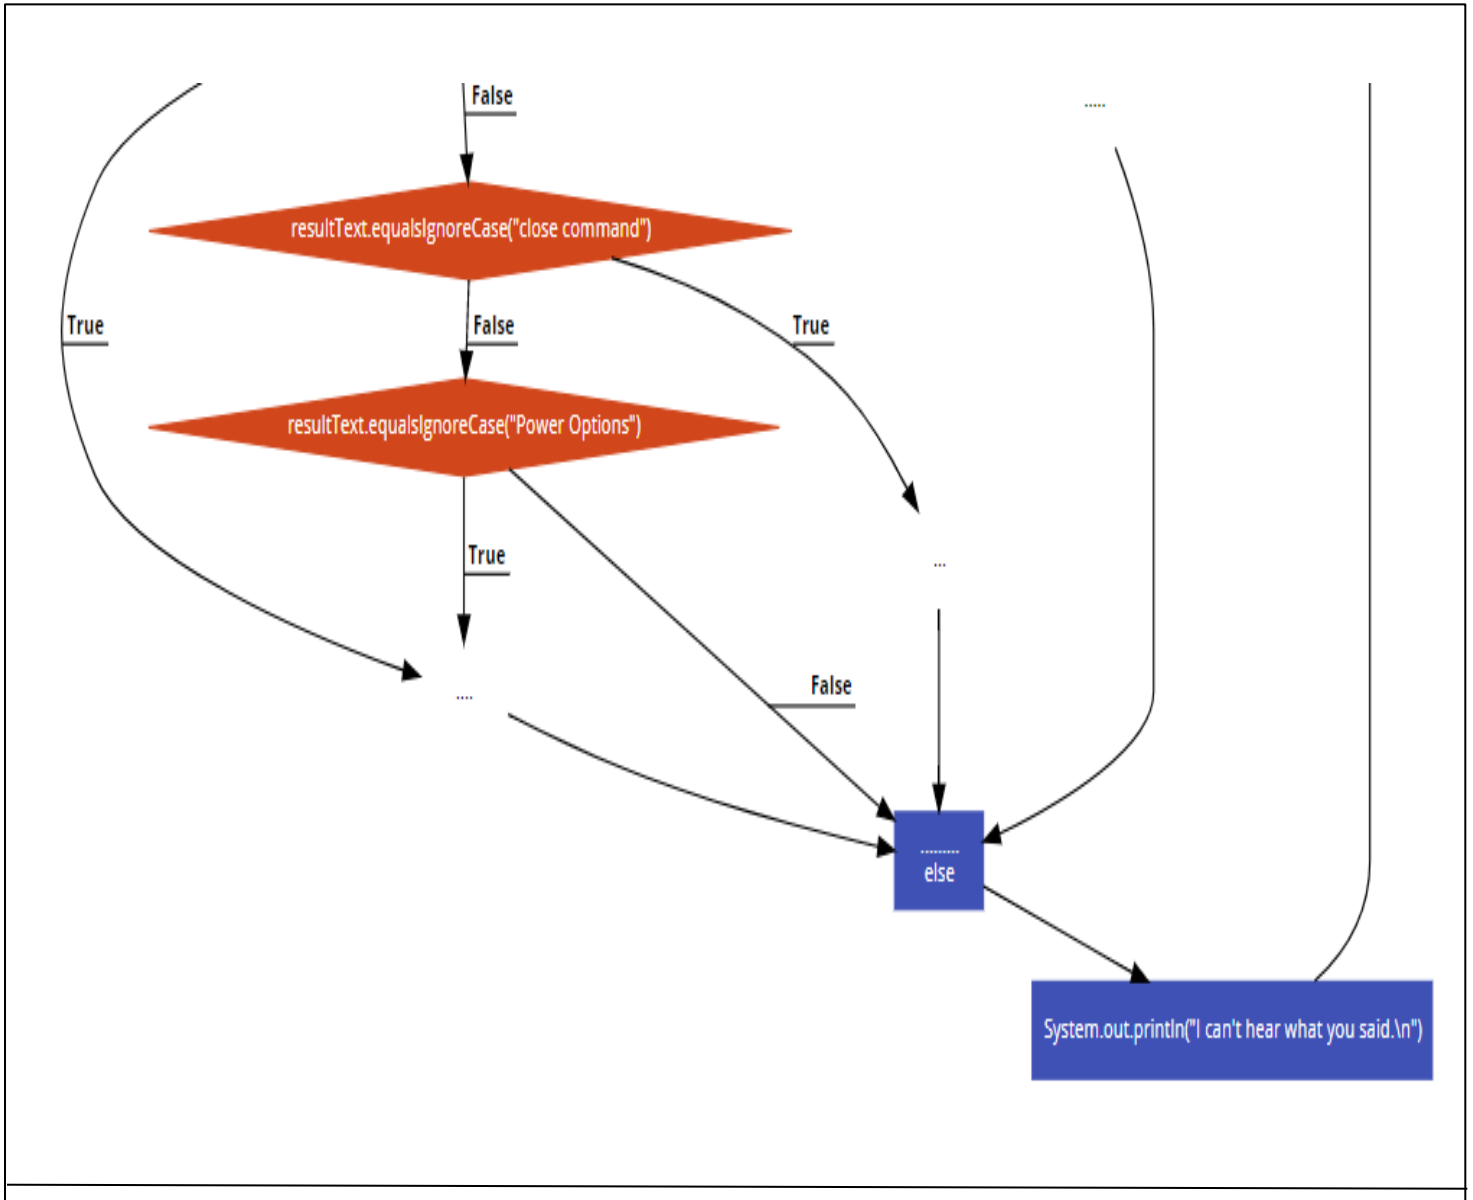 False
.....
resultText.equalsIgnoreCase("close command")
True
False
True
resultText.equalsIgnoreCase("Power Options")
True
...
False
....
.........
else
System.out.println("I can't hear what you said.\n")